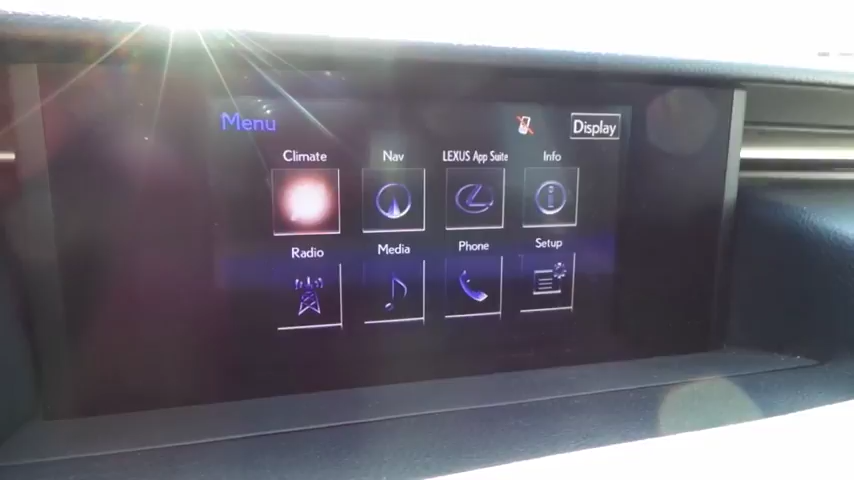 Menu
Display
Climate
Nav
LEXUS App Suite
Info
Radio
Media
Phone
Setup